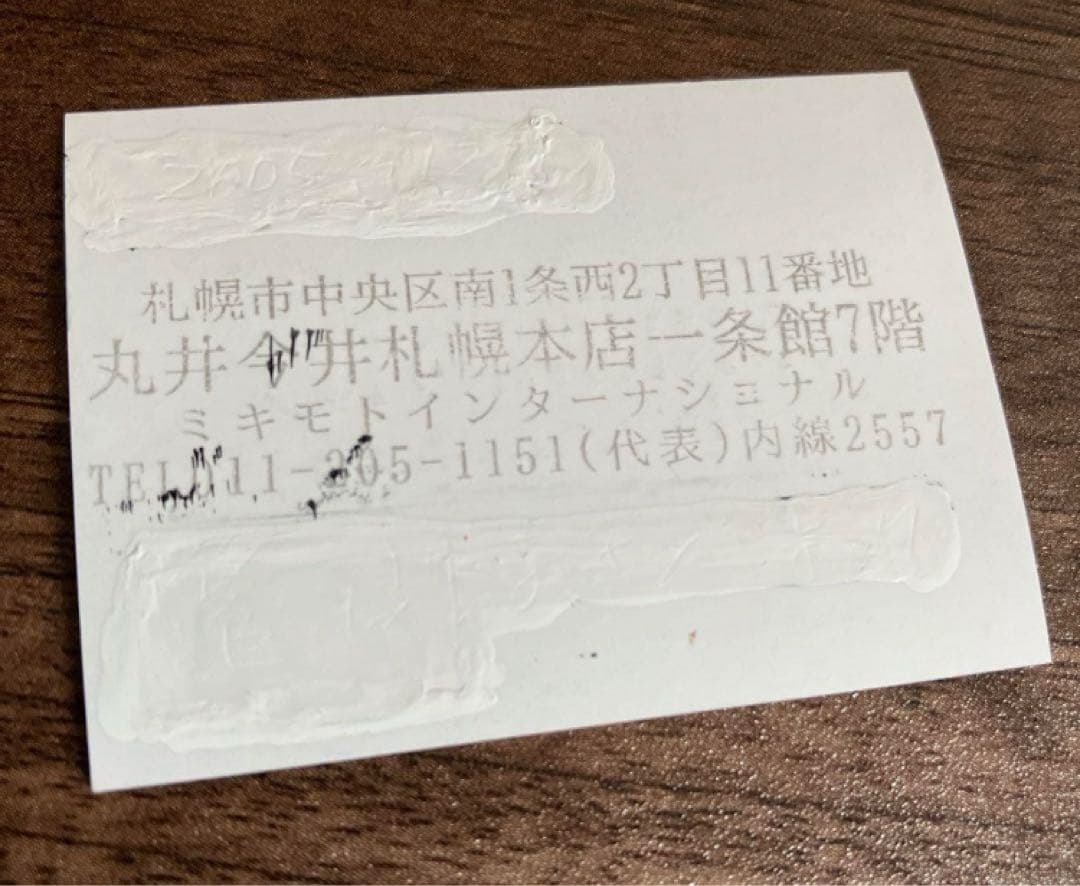 札幌市中央区南1条西2丁目11番地
丸井今井札幌本店一条館7階
ミキモトインターナショナル
TEL011-205-1151(代表)内線2557